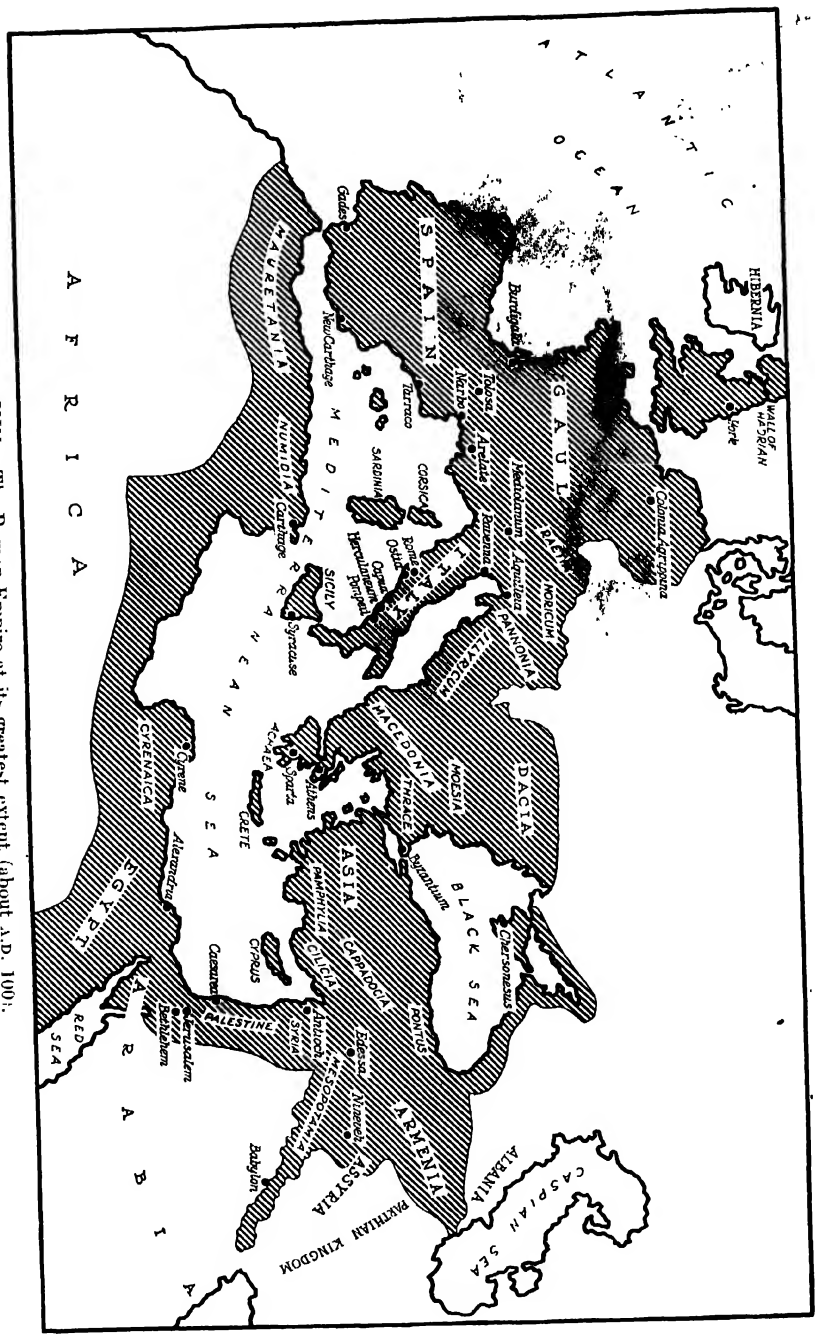 ATLANTIC
OCEAN
HIBERNIA
WALL OF
HADRIAN
York
Colonia Agrippana
GAUL
Burdigala
Tolosa
Narbo
Arelate
Mediolanum
Aquileia
Ravenna
RAETIA
NORICUM
PANNONIA
ILLYRICUM
DACIA
MOESIA
MACEDONIA
THRACE
Byzantium
BLACK SEA
Chersonesus
CASPIAN
SEA
ALBANIA
SPAIN
Gades
New Carthage
Tarraco
CORSICA
SARDINIA
ITALY
Rome
Ostia
Capua
Herculaneum
Pompeii
SICILY
Syracuse
MEDITERRANEAN
SEA
ACHAEA
Athens
Sparta
CRETE
ASIA
PAMPHYLIA
CILICIA
CAPPADOCIA
PONTUS
ARMENIA
CYPRUS
Caesarea
Antioch
SYRIA
Edessa
Nineveh
MESOPOTAMIA
ASSYRIA
Babylon
PARTHIAN KINGDOM
PALESTINE
Jerusalem
Bethlehem
MAURETANIA
NUMIDIA
Carthage
Cyrene
CYRENAICA
Alexandria
EGYPT
RED
SEA
ARABIA
AFRICA
The Roman Empire at its greatest extent (about A.D. 100).